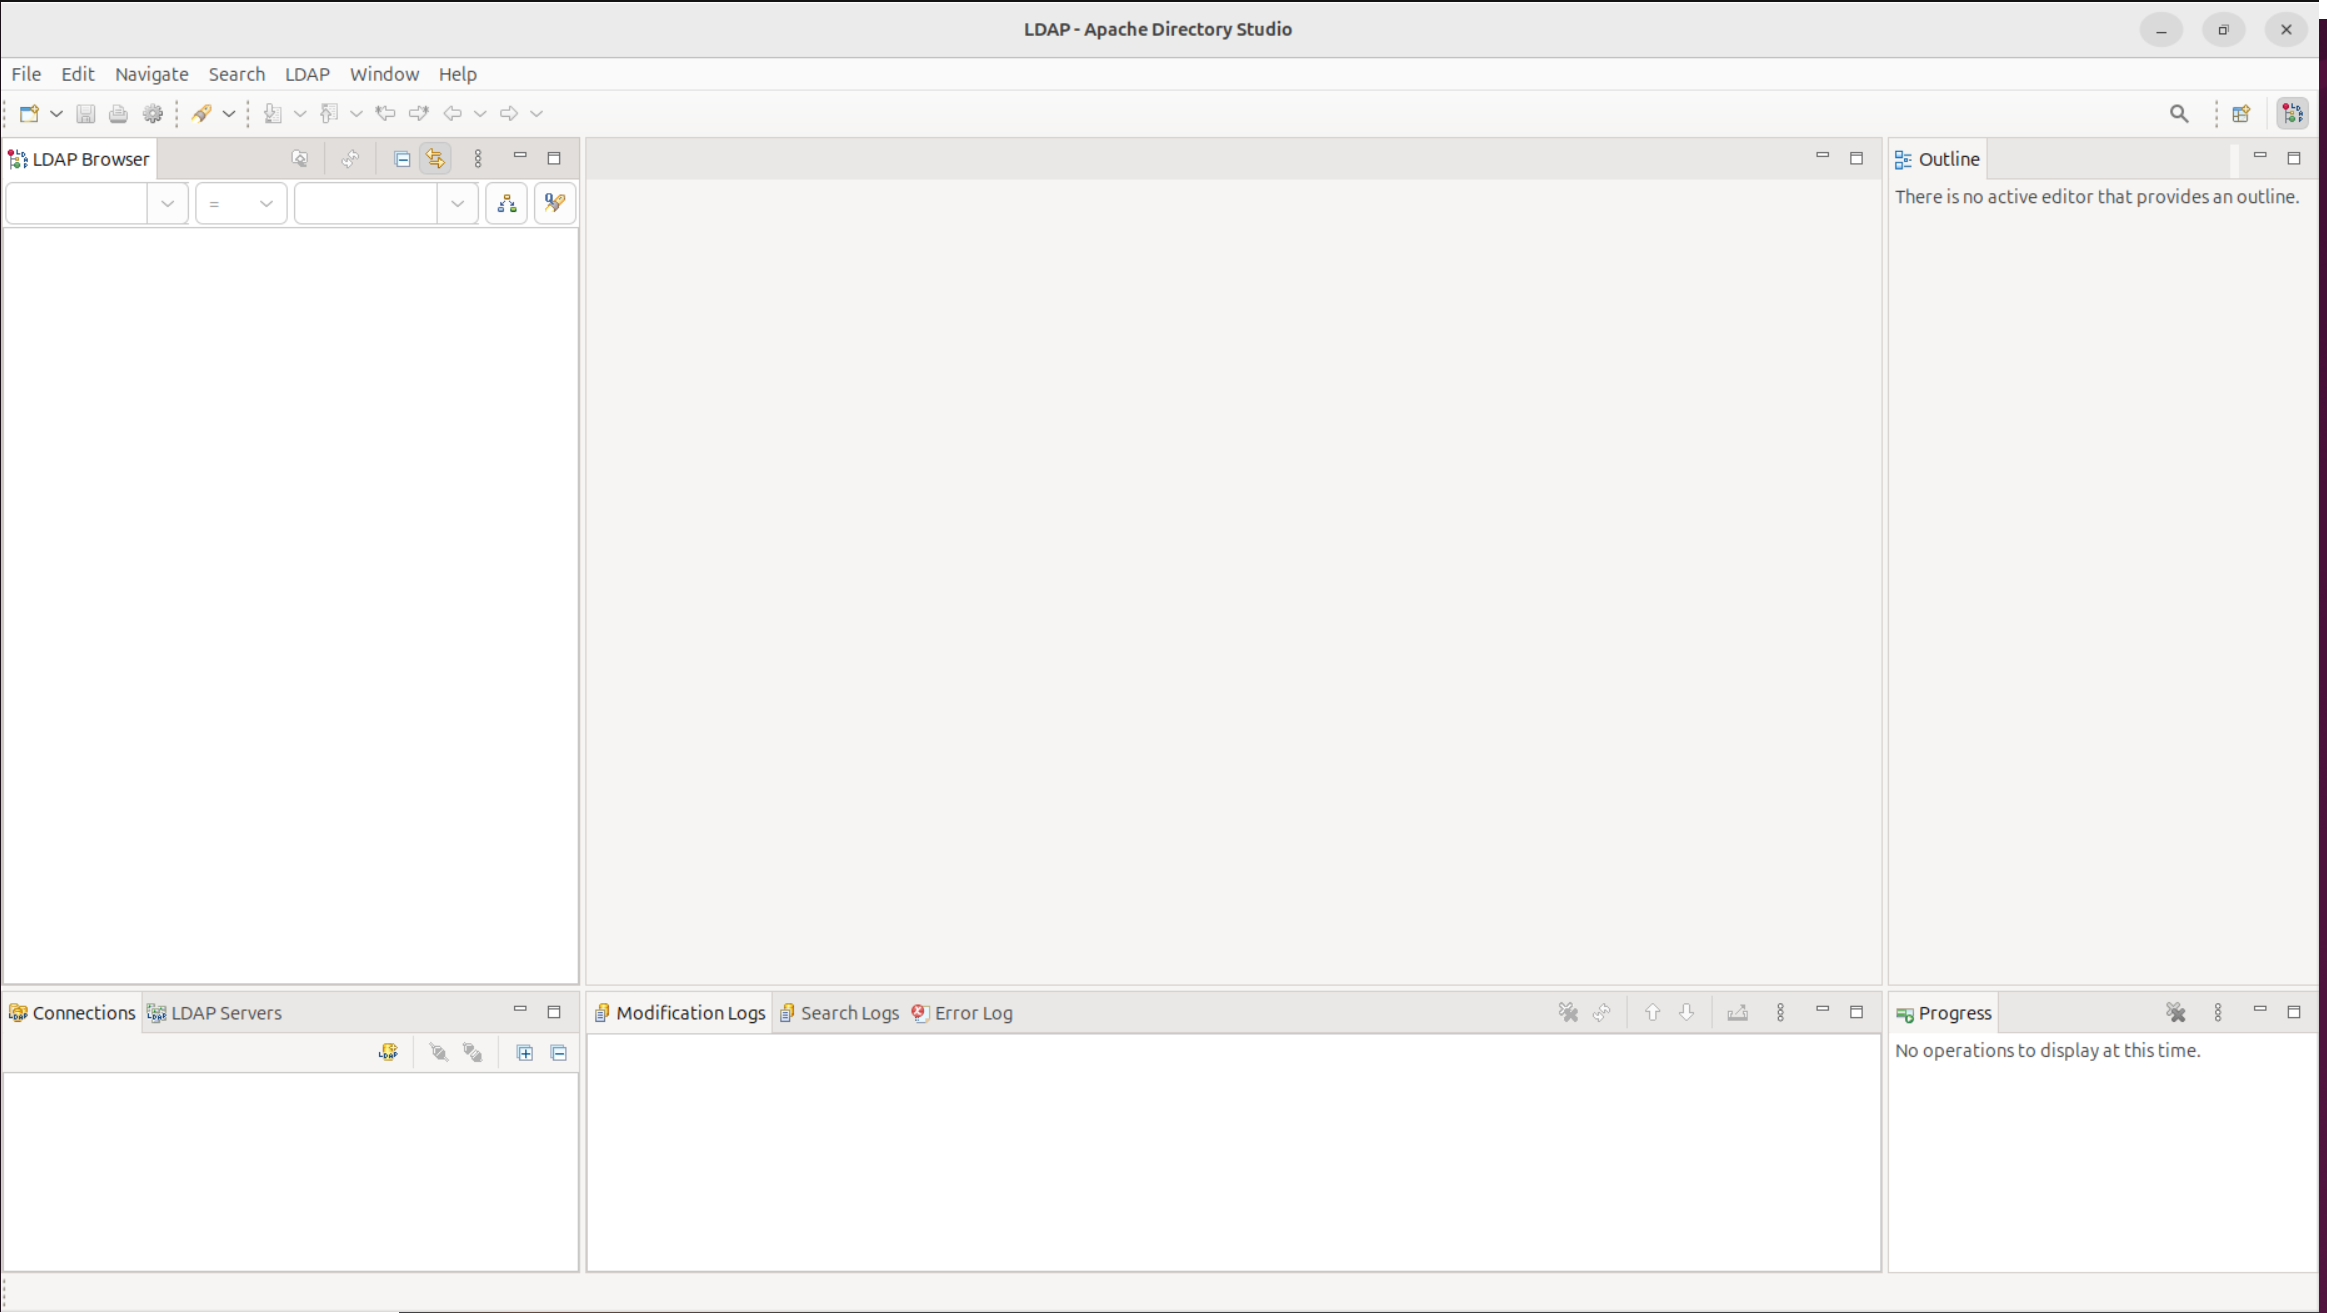 LDAP - Apache Directory Studio
File Edit Navigate Search LDAP Window Help
LDAP Browser
=
Outline
There is no active editor that provides an outline.
Connections LDAP Servers
Modification Logs Search Logs Error Log
Progress
No operations to display at this time.